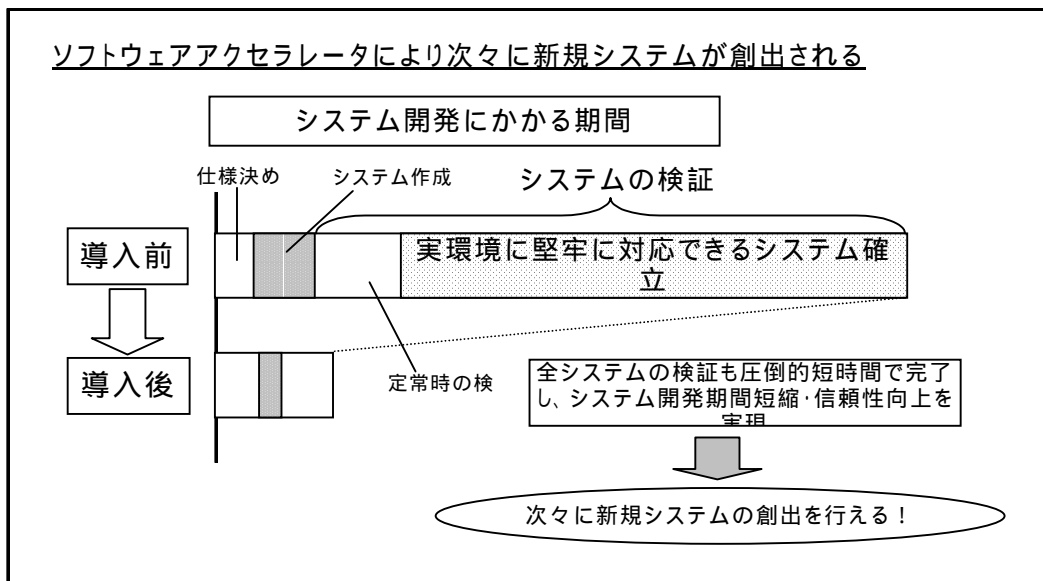 ソフトウェアアクセラレータにより次々に新規システムが創出される
システム開発にかかる期間
仕様決め
システム作成
システムの検証
導入前
実環境に堅牢に対応できるシステム確
立
導入後
定常時の検
全システムの検証も圧倒的短時間で完了
し、システム開発期間短縮・信頼性向上を
実現
次々に新規システムの創出を行える！